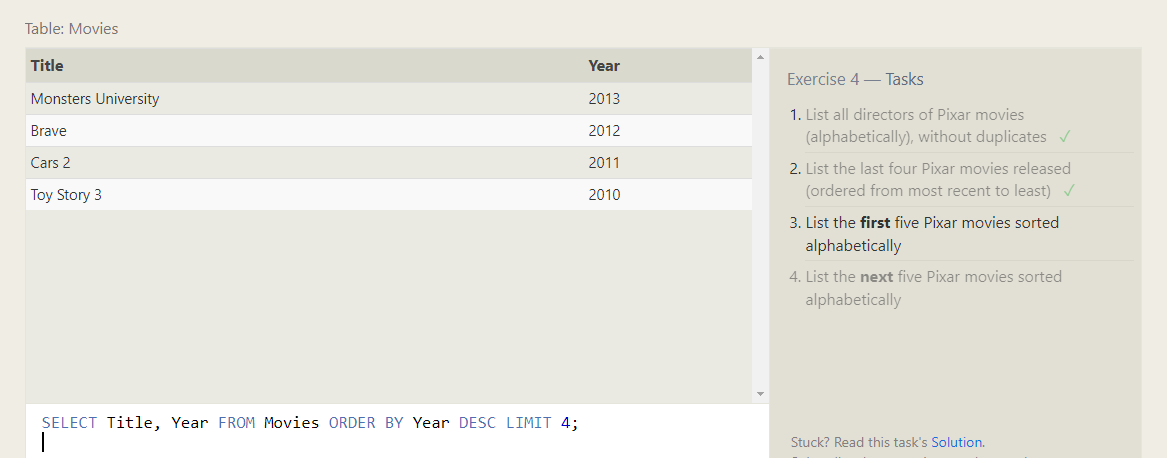 Table: Movies
Title Year
Monsters University 2013
Brave 2012
Cars 2 2011
Toy Story 3 2010
SELECT Title, Year FROM Movies ORDER BY Year DESC LIMIT 4;
Exercise 4 — Tasks
1. List all directors of Pixar movies
(alphabetically), without duplicates ✓
2. List the last four Pixar movies released
(ordered from most recent to least) ✓
3. List the first five Pixar movies sorted
alphabetically
4. List the next five Pixar movies sorted
alphabetically
Stuck? Read this task's Solution.